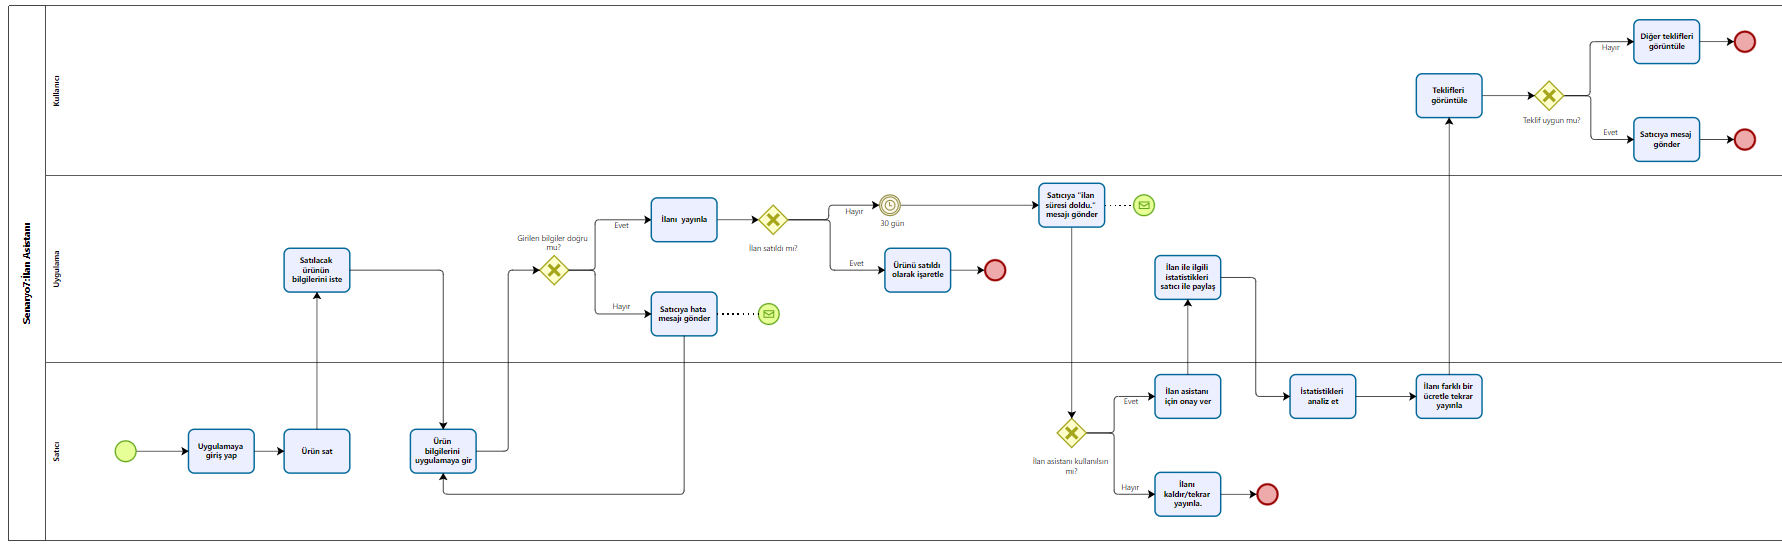 Senaryo7:İlan Asistanı
Kullanıcı
Teklifleri
görüntüle
Teklif uygun mu?
Hayır
Diğer teklifleri
görüntüle
Evet
Satıcıya mesaj
gönder
Uygulama
Satılacak
ürünün
bilgilerini iste
Girilen bilgiler doğru
mu?
Evet
İlanı yayınla
Hayır
Satıcıya hata
mesajı gönder
İlan satıldı mı?
Hayır
30 gün
Evet
Ürünü satıldı
olarak işaretle
Satıcıya "ilan
süresi doldu."
mesajı gönder
İlan ile ilgili
istatistikleri
satıcı ile paylaş
Satıcı
Uygulamaya
giriş yap
Ürün sat
Ürün
bilgilerini
uygulamaya gir
İlan asistanı kullanılsın
mı?
Evet
İlan asistanı
için onay ver
Hayır
İlanı
kaldır/tekrar
yayınla.
İstatistikleri
analiz et
İlanı farklı bir
ücretle tekrar
yayınla